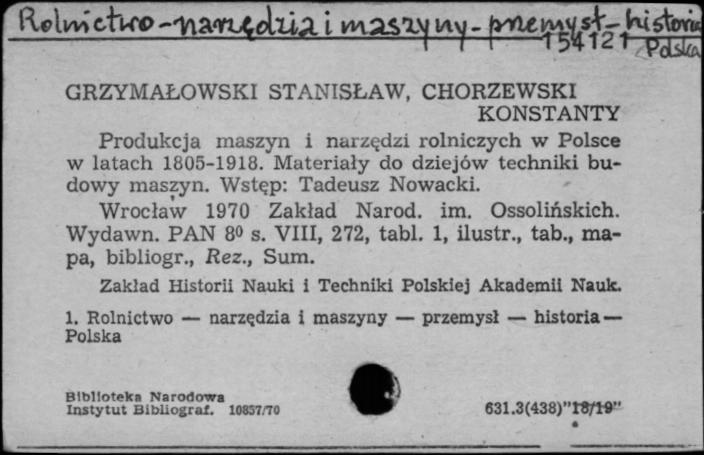 Rolnictwo - narzędzia i maszyny - przemysł - historia
154121 Polska
GRZYMAŁOWSKI STANISŁAW, CHORZEWSKI
KONSTANTY
Produkcja maszyn i narzędzi rolniczych w Polsce
w latach 1805-1918. Materiały do dziejów techniki bu-
dowy maszyn. Wstęp: Tadeusz Nowacki.
Wrocław 1970 Zakład Narod. im. Ossolińskich.
Wydawn. PAN 8⁰ s. VIII, 272, tabl. 1, ilustr., tab., ma-
pa, bibliogr., Rez., Sum.
Zakład Historii Nauki i Techniki Polskiej Akademii Nauk.
1. Rolnictwo — narzędzia i maszyny — przemysł — historia —
Polska
Biblioteka Narodowa
Instytut Bibliograf. 10857/70 631.3(438)"18/19"